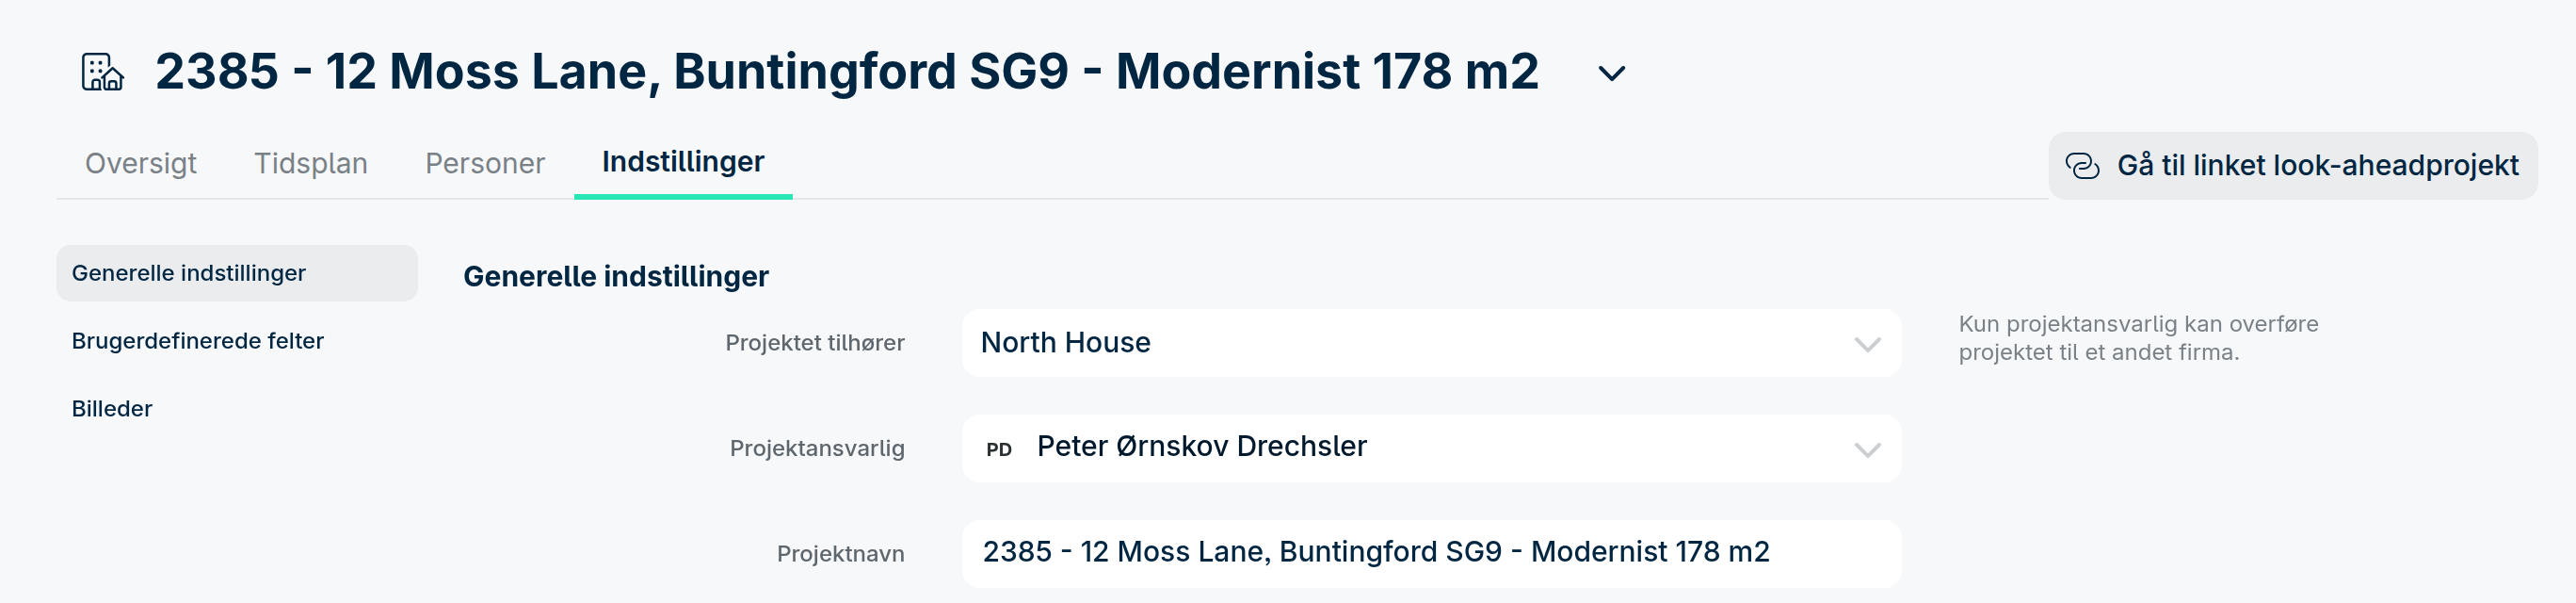 2385 - 12 Moss Lane, Buntingford SG9 - Modernist 178 m2
Oversigt Tidsplan Personer Indstillinger Gå til linket look-aheadprojekt
Generelle indstillinger
Brugerdefinerede felter
Billeder
Generelle indstillinger
Projektet tilhører North House
Kun projektansvarlig kan overføre
projektet til et andet firma.
Projektansvarlig PD Peter Ørnskov Drechsler
Projektnavn 2385 - 12 Moss Lane, Buntingford SG9 - Modernist 178 m2